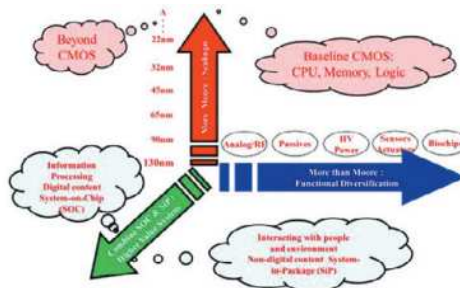 Beyond
CMOS
Baseline CMOS:
CPU, Memory, Logic
A
22nm
32nm
45nm
65nm
90nm
130nm
More Moore : Scaling
Analog/RF
Passives
HV
Power
Sensors
Actuators
Biochips
More than Moore :
Functional Diversification
Information
Processing
Digital content
System-on-Chip
(SOC)
Combine SOC & SiP :
Higher Value Systems
Interacting with people
and environment
Non-digital content System-
in-Package (SiP)